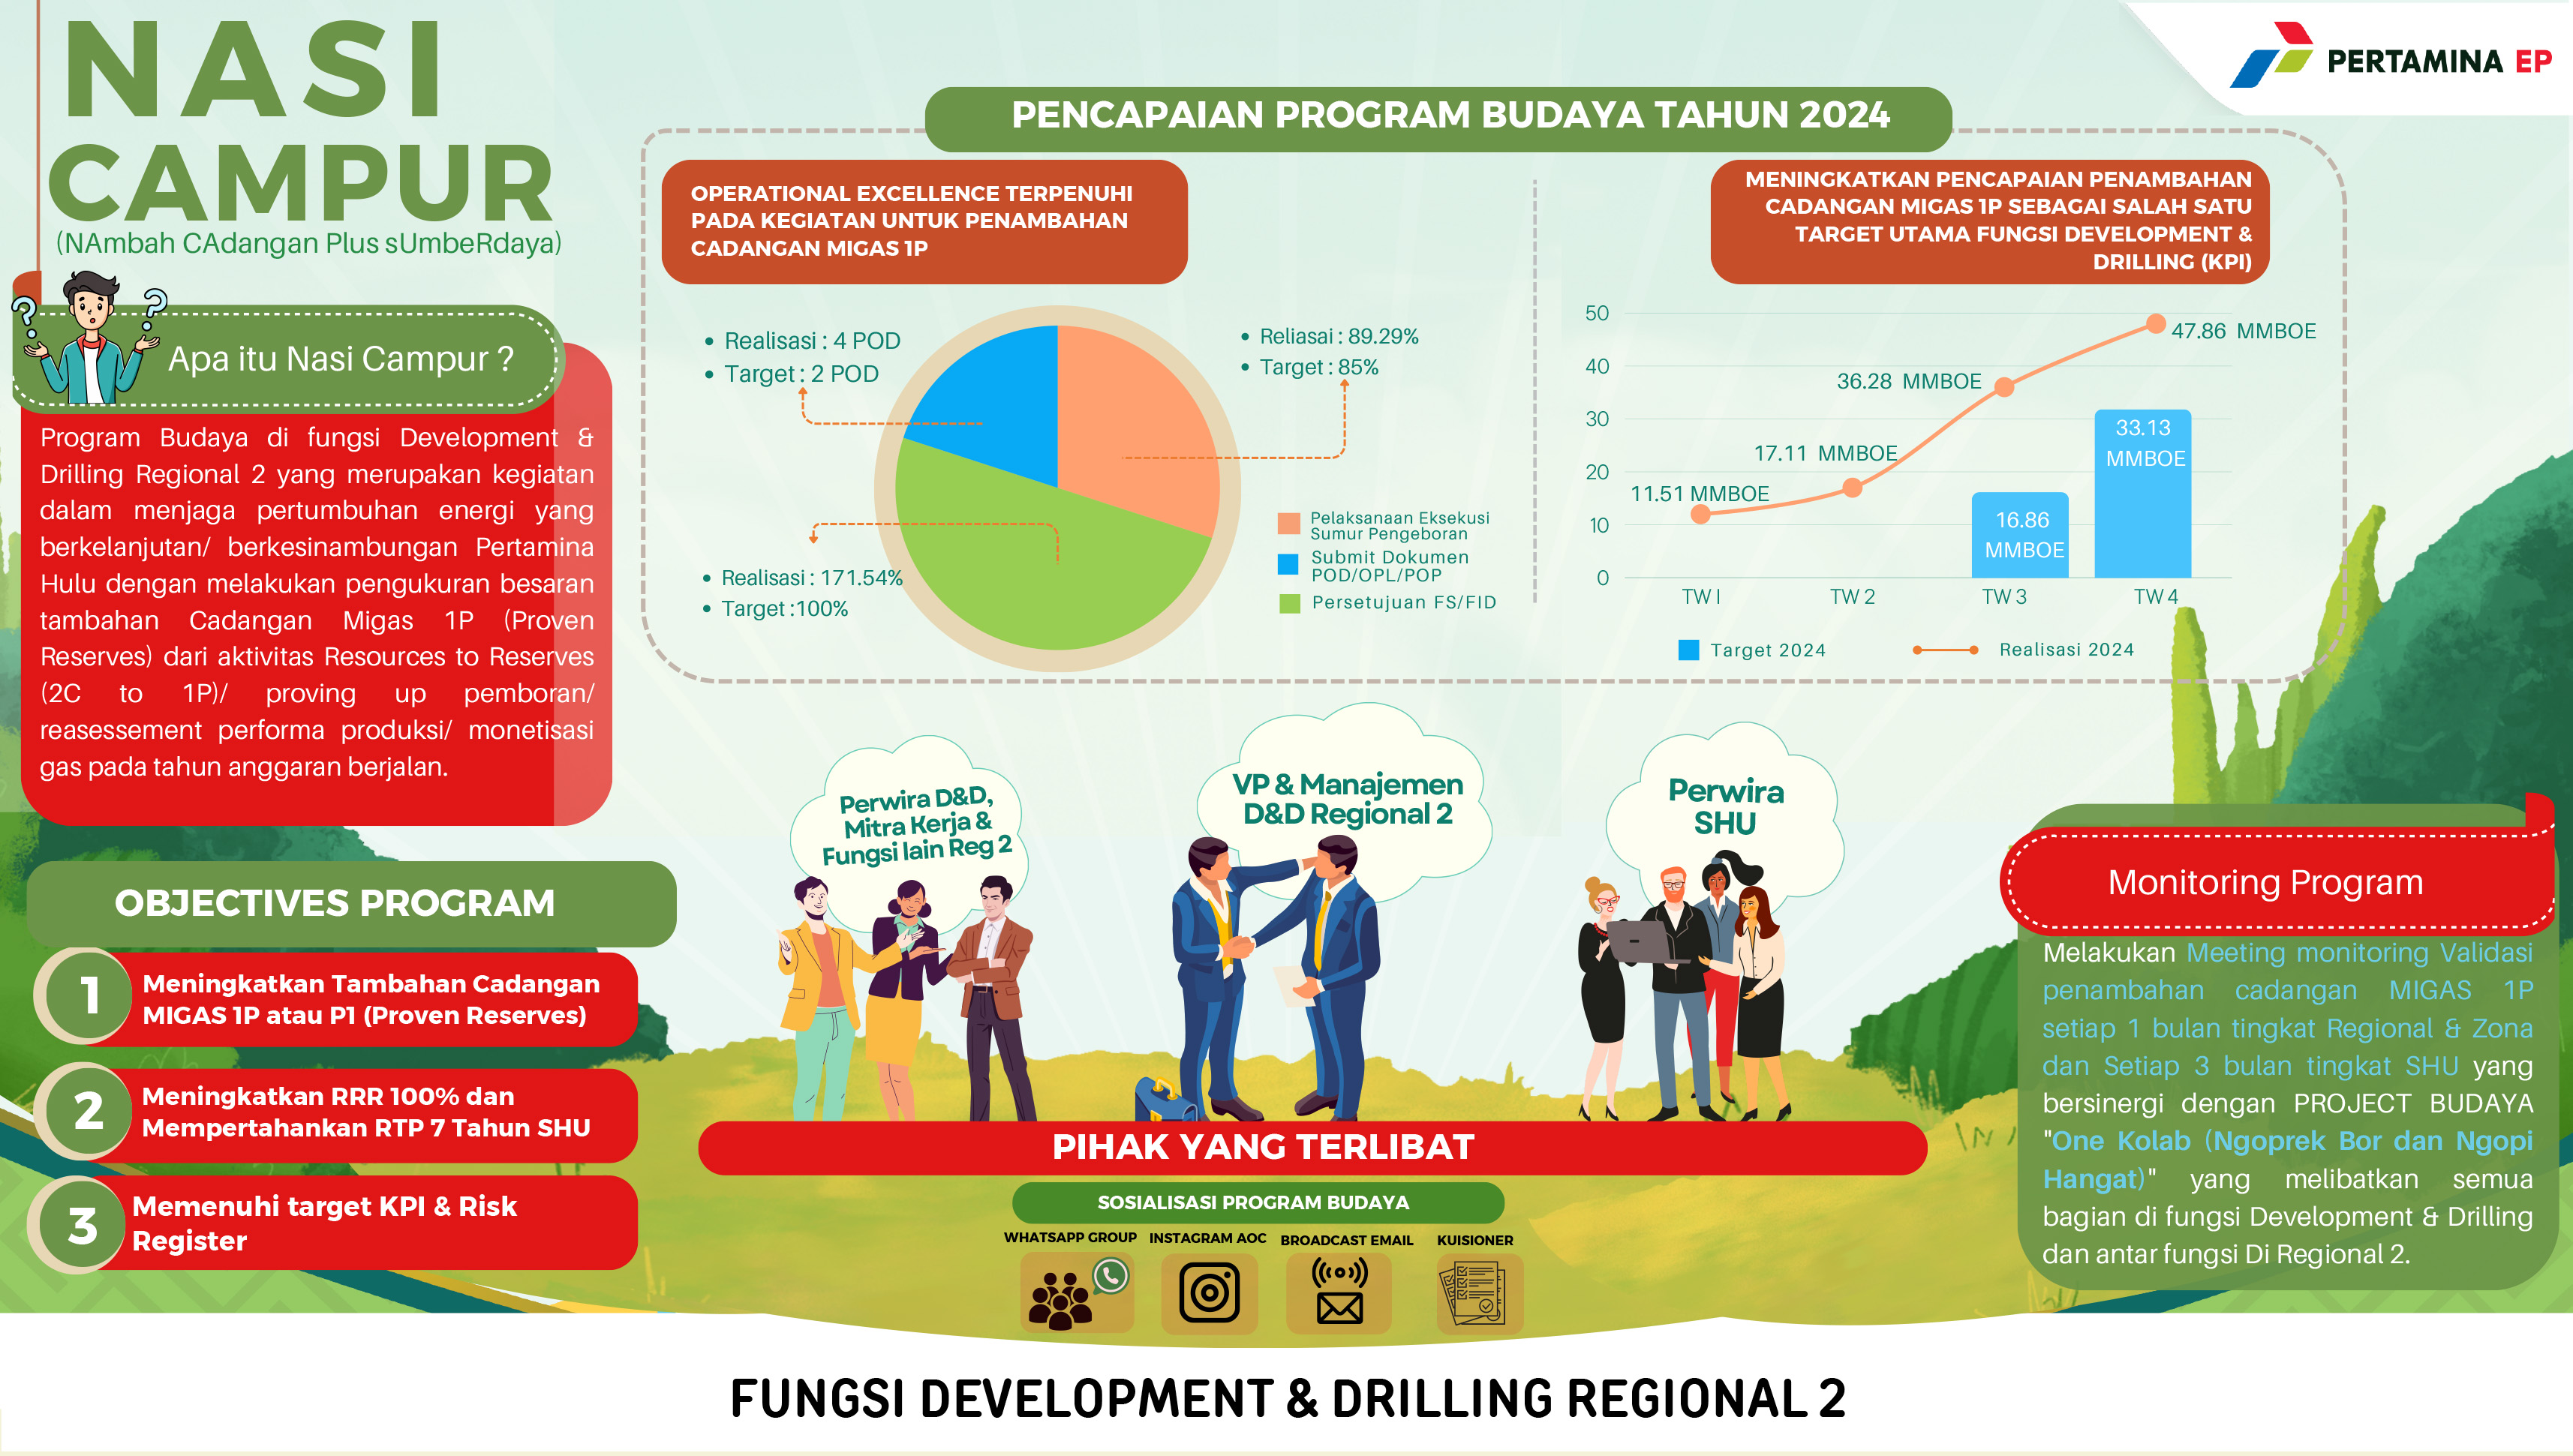 NASI
CAMPUR
(NAmbah CAdangan Plus sUmbeRdaya)
Apa itu Nasi Campur ?
Program Budaya di fungsi Development &
Drilling Regional 2 yang merupakan kegiatan
dalam menjaga pertumbuhan energi yang
berkelanjutan/ berkesinambungan Pertamina
Hulu dengan melakukan pengukuran besaran
tambahan Cadangan Migas 1P (Proven
Reserves) dari aktivitas Resources to Reserves
(2C to 1P)/ proving up pemboran/
reasessement performa produksi/ monetisasi
gas pada tahun anggaran berjalan.
OBJECTIVES PROGRAM
1
Meningkatkan Tambahan Cadangan
MIGAS 1P atau P1 (Proven Reserves)
2
Meningkatkan RRR 100% dan
Mempertahankan RTP 7 Tahun SHU
3
Memenuhi target KPI & Risk
Register
PERTAMINA EP
PENCAPAIAN PROGRAM BUDAYA TAHUN 2024
OPERATIONAL EXCELLENCE TERPENUHI
PADA KEGIATAN UNTUK PENAMBAHAN
CADANGAN MIGAS 1P
• Realisasi : 4 POD
• Target : 2 POD
• Reliasai : 89.29%
• Target : 85%
• Realisasi : 171.54%
• Target :100%
Pelaksanaan Eksekusi
Sumur Pengeboran
Submit Dokumen
POD/OPL/POP
Persetujuan FS/FID
MENINGKATKAN PENCAPAIAN PENAMBAHAN
CADANGAN MIGAS 1P SEBAGAI SALAH SATU
TARGET UTAMA FUNGSI DEVELOPMENT &
DRILLING (KPI)
50
40
30
20
10
0
11.51 MMBOE
17.11 MMBOE
36.28 MMBOE
47.86 MMBOE
16.86
MMBOE
33.13
MMBOE
TW I
TW 2
TW 3
TW 4
Target 2024
Realisasi 2024
Perwira D&D,
Mitra Kerja &
Fungsi lain Reg 2
VP & Manajemen
D&D Regional 2
Perwira
SHU
PIHAK YANG TERLIBAT
SOSIALISASI PROGRAM BUDAYA
WHATSAPP GROUP
INSTAGRAM AOC
BROADCAST EMAIL
KUISIONER
Monitoring Program
Melakukan Meeting monitoring Validasi
penambahan cadangan MIGAS 1P
setiap 1 bulan tingkat Regional & Zona
dan Setiap 3 bulan tingkat SHU yang
bersinergi dengan PROJECT BUDAYA
"One Kolab (Ngoprek Bor dan Ngopi
Hangat)" yang melibatkan semua
bagian di fungsi Development & Drilling
dan antar fungsi Di Regional 2.
FUNGSI DEVELOPMENT & DRILLING REGIONAL 2